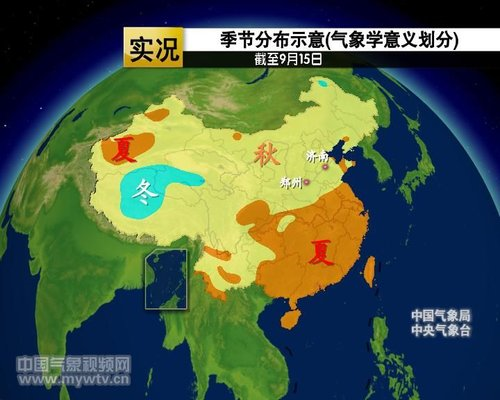 实况
季节分布示意(气象学意义划分)
截至9月15日
夏
秋
济南
冬
郑州
夏
中国气象局
中央气象台
中国气象视频网
www.mywtv.cn